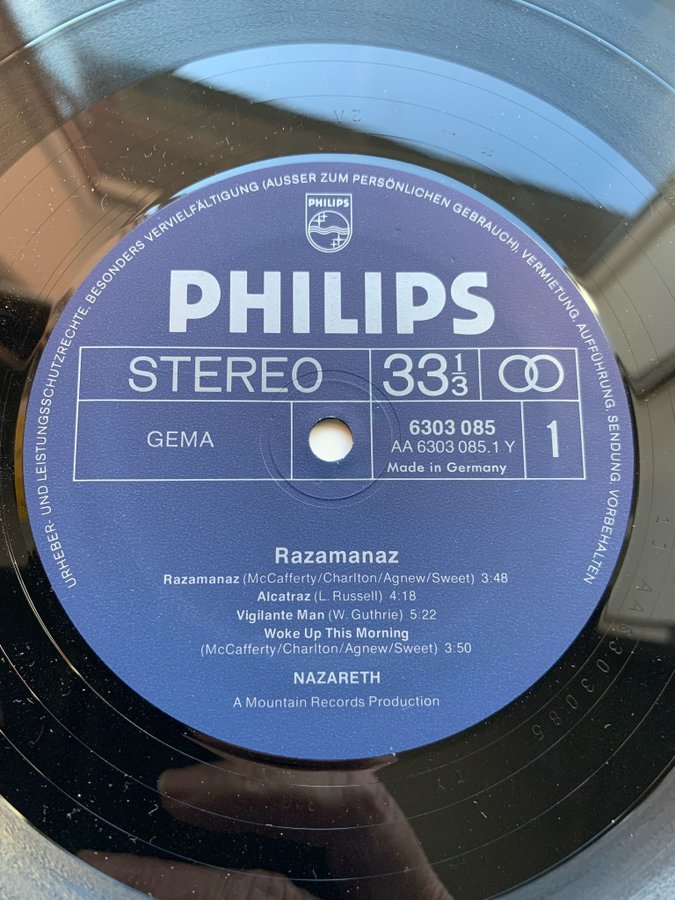 URHEBER- UND LEISTUNGSSCHUTZRECHTE, BESONDERS VERVIELFÄLTIGUNG (AUSSER ZUM PERSÖNLICHEN GEBRAUCH), VERMIETUNG, AUFFÜHRUNG, SENDUNG, VORBEHALTEN
PHILIPS
PHILIPS
STEREO 33 1/3
GEMA 6303 085 1
AA 6303 085.1 Y
Made in Germany
Razamanaz
Razamanaz (McCafferty/Charlton/Agnew/Sweet) 3:48
Alcatraz (L. Russell) 4:18
Vigilante Man (W. Guthrie) 5:22
Woke Up This Morning
(McCafferty/Charlton/Agnew/Sweet) 3:50
NAZARETH
A Mountain Records Production